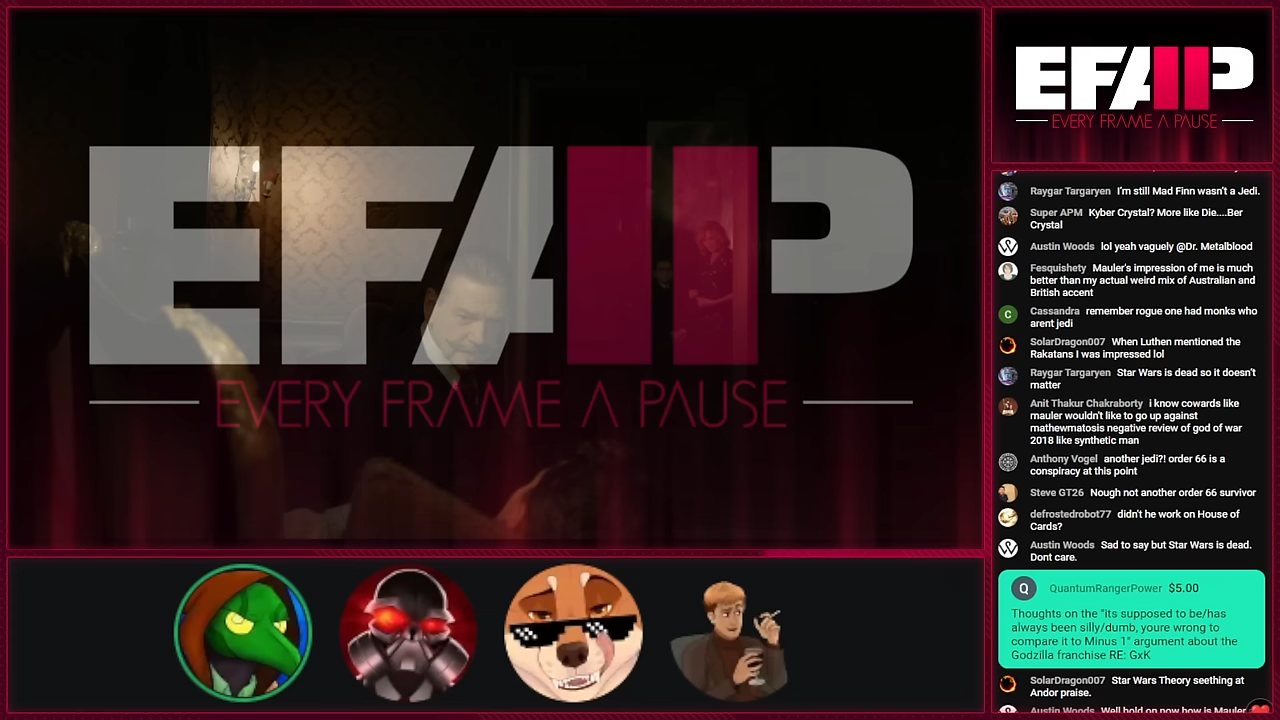 EFAP
EVERY FRAME A PAUSE
EFAP
EVERY FRAME A PAUSE
Raygar Targaryen I'm still Mad Finn wasn't a Jedi.
Super APM Kyber Crystal? More like Die....Ber
Crystal
Austin Woods lol yeah vaguely @Dr. Metalblood
Fesquishety Mauler's impression of me is much
better than my actual weird mix of Australian and
British accent
C
Cassandra remember rogue one had monks who
arent jedi
SolarDragon007 When Luthen mentioned the
Rakatans I was impressed lol
Raygar Targaryen Star Wars is dead so it doesn't
matter
Anit Thakur Chakraborty i know cowards like
mauler wouldn't like to go up against
mathewmatosis negative review of god of war
2018 like synthetic man
Anthony Vogel another jedi?! order 66 is a
conspiracy at this point
Steve GT26 Nough not another order 66 survivor
defrostedrobot77 didn't he work on House of
Cards?
Austin Woods Sad to say but Star Wars is dead.
Dont care.
Q QuantumRangerPower $5.00
Thoughts on the "its supposed to be/has
always been silly/dumb, youre wrong to
compare it to Minus 1" argument about the
Godzilla franchise RE: GxK
SolarDragon007 Star Wars Theory seething at
Andor praise.
Austin Woods Well hold on now how is Mauler